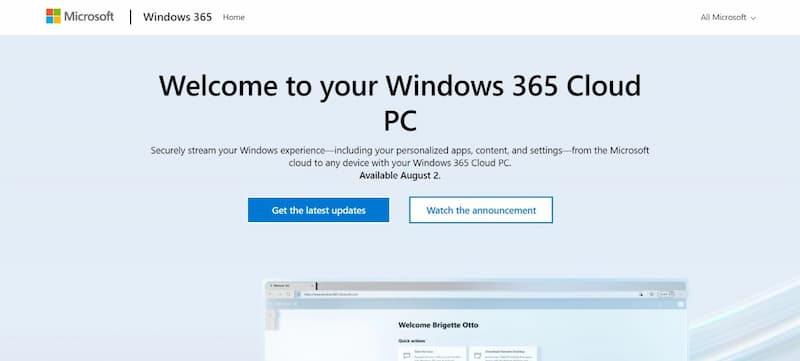 Microsoft
Windows 365
Home
All Microsoft
Welcome to your Windows 365 Cloud
PC
Securely stream your Windows experience—including your personalized apps, content, and settings—from the Microsoft
cloud to any device with your Windows 365 Cloud PC.
Available August 2.
Get the latest updates
Watch the announcement
Welcome Brigette Otto
Quick actions